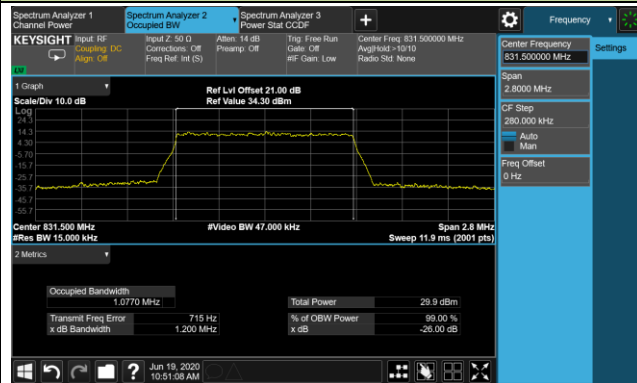 Spectrum Analyzer 1
Channel Power
Spectrum Analyzer 2
Occupied BW
Spectrum Analyzer 3
Power Stat CCDF
Frequency
KEYSIGHT
Input: RF
Coupling: DC
Align: Off
Input Z: 50 Ω
Corrections: Off
Freq Ref: Int (S)
Atten: 14 dB
Preamp: Off
Trig: Free Run
Gate: Off
#IF Gain: Low
Center Freq: 831.500000 MHz
Avg|Hold:>10/10
Radio Std: None
Center Frequency
831.500000 MHz
Settings
Span
2.8000 MHz
CF Step
280.000 kHz
Auto
Man
Freq Offset
0 Hz
1 Graph
Scale/Div 10.0 dB
Ref Lvl Offset 21.00 dB
Ref Value 34.30 dBm
Log
24.3
14.3
4.30
-5.70
-15.7
-25.7
-35.7
-45.7
-55.7
Center 831.500 MHz
#Res BW 15.000 kHz
#Video BW 47.000 kHz
Span 2.8 MHz
Sweep 11.9 ms (2001 pts)
2 Metrics
Occupied Bandwidth
1.0770 MHz
Total Power
29.9 dBm
Transmit Freq Error
715 Hz
% of OBW Power
99.00 %
x dB Bandwidth
1.200 MHz
x dB
-26.00 dB
?
Jun 19, 2020
10:51:08 AM